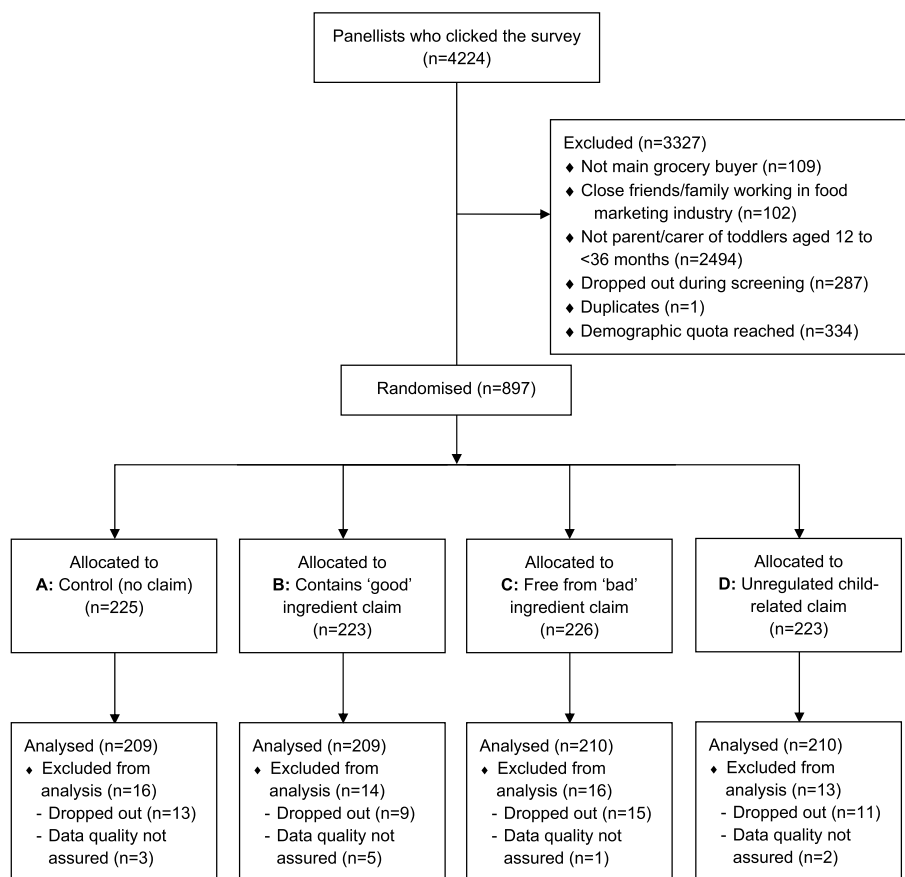 Panellists who clicked the survey
(n=4224)
Excluded (n=3327)
♦ Not main grocery buyer (n=109)
♦ Close friends/family working in food
marketing industry (n=102)
♦ Not parent/carer of toddlers aged 12 to
<36 months (n=2494)
♦ Dropped out during screening (n=287)
♦ Duplicates (n=1)
♦ Demographic quota reached (n=334)
Randomised (n=897)
Allocated to
A: Control (no claim)
(n=225)
Allocated to
B: Contains ‘good’
ingredient claim
(n=223)
Allocated to
C: Free from ‘bad’
ingredient claim
(n=226)
Allocated to
D: Unregulated child-
related claim
(n=223)
Analysed (n=209)
♦ Excluded from
analysis (n=16)
- Dropped out (n=13)
- Data quality not
assured (n=3)
Analysed (n=209)
♦ Excluded from
analysis (n=14)
- Dropped out (n=9)
- Data quality not
assured (n=5)
Analysed (n=210)
♦ Excluded from
analysis (n=16)
- Dropped out (n=15)
- Data quality not
assured (n=1)
Analysed (n=210)
♦ Excluded from
analysis (n=13)
- Dropped out (n=11)
- Data quality not
assured (n=2)